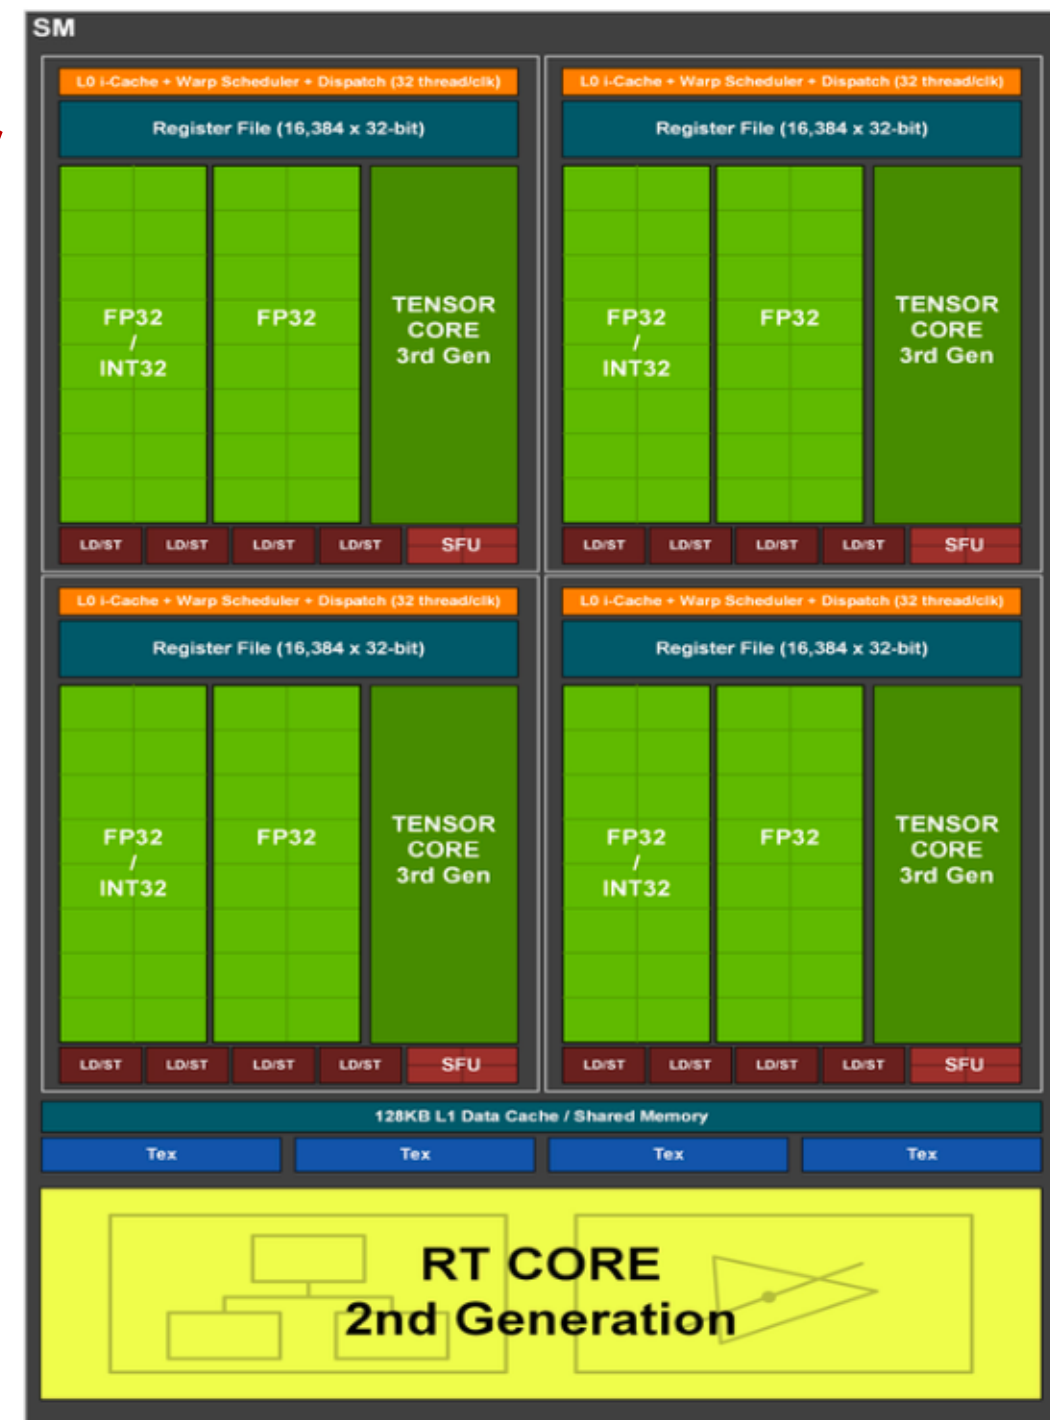 SM
L0 i-Cache + Warp Scheduler + Dispatch (32 thread/clk)
Register File (16,384 x 32-bit)
FP32
/
INT32
FP32
TENSOR
CORE
3rd Gen
LD/ST LD/ST LD/ST LD/ST SFU
L0 i-Cache + Warp Scheduler + Dispatch (32 thread/clk)
Register File (16,384 x 32-bit)
FP32
/
INT32
FP32
TENSOR
CORE
3rd Gen
LD/ST LD/ST LD/ST LD/ST SFU
L0 i-Cache + Warp Scheduler + Dispatch (32 thread/clk)
Register File (16,384 x 32-bit)
FP32
/
INT32
FP32
TENSOR
CORE
3rd Gen
LD/ST LD/ST LD/ST LD/ST SFU
L0 i-Cache + Warp Scheduler + Dispatch (32 thread/clk)
Register File (16,384 x 32-bit)
FP32
/
INT32
FP32
TENSOR
CORE
3rd Gen
LD/ST LD/ST LD/ST LD/ST SFU
128KB L1 Data Cache / Shared Memory
Tex Tex Tex Tex
RT CORE
2nd Generation